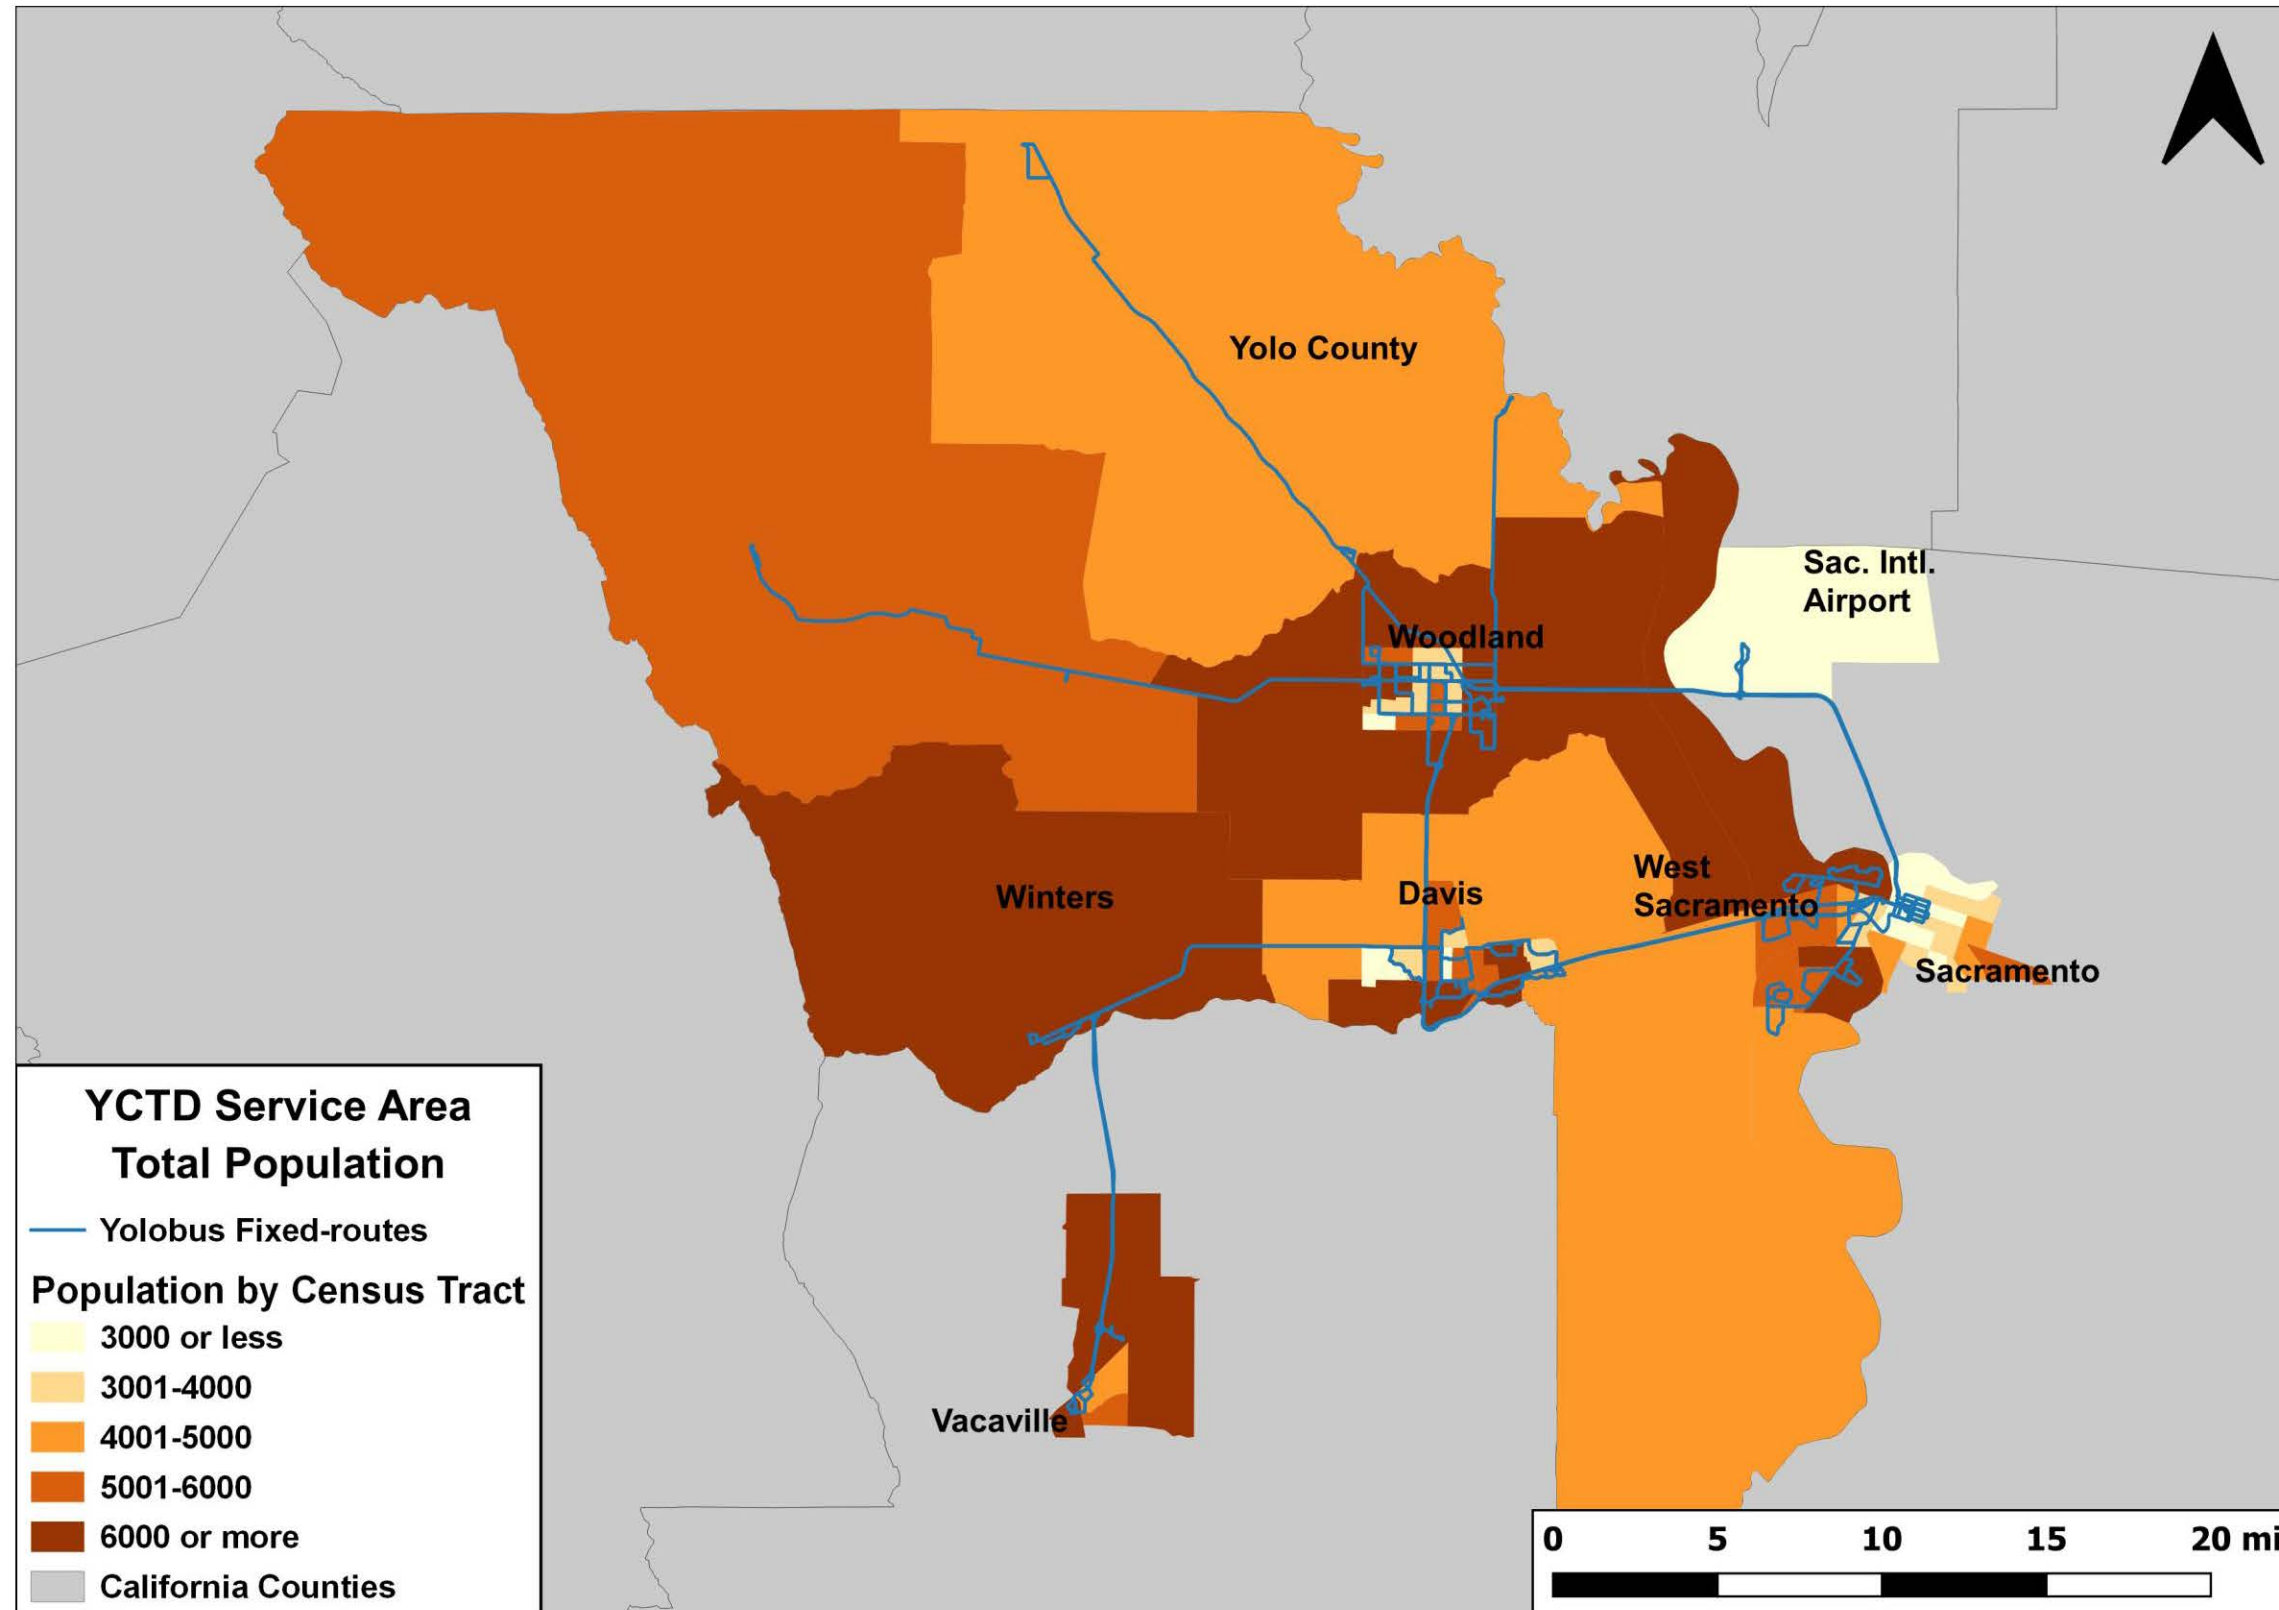 Yolo County
Sac. Intl.
Airport
Woodland
West
Sacramento
Winters
Davis
Sacramento
Vacaville
YCTD Service Area
Total Population
Yolobus Fixed-routes
Population by Census Tract
3000 or less
3001-4000
4001-5000
5001-6000
6000 or more
California Counties
0 5 10 15 20 mi